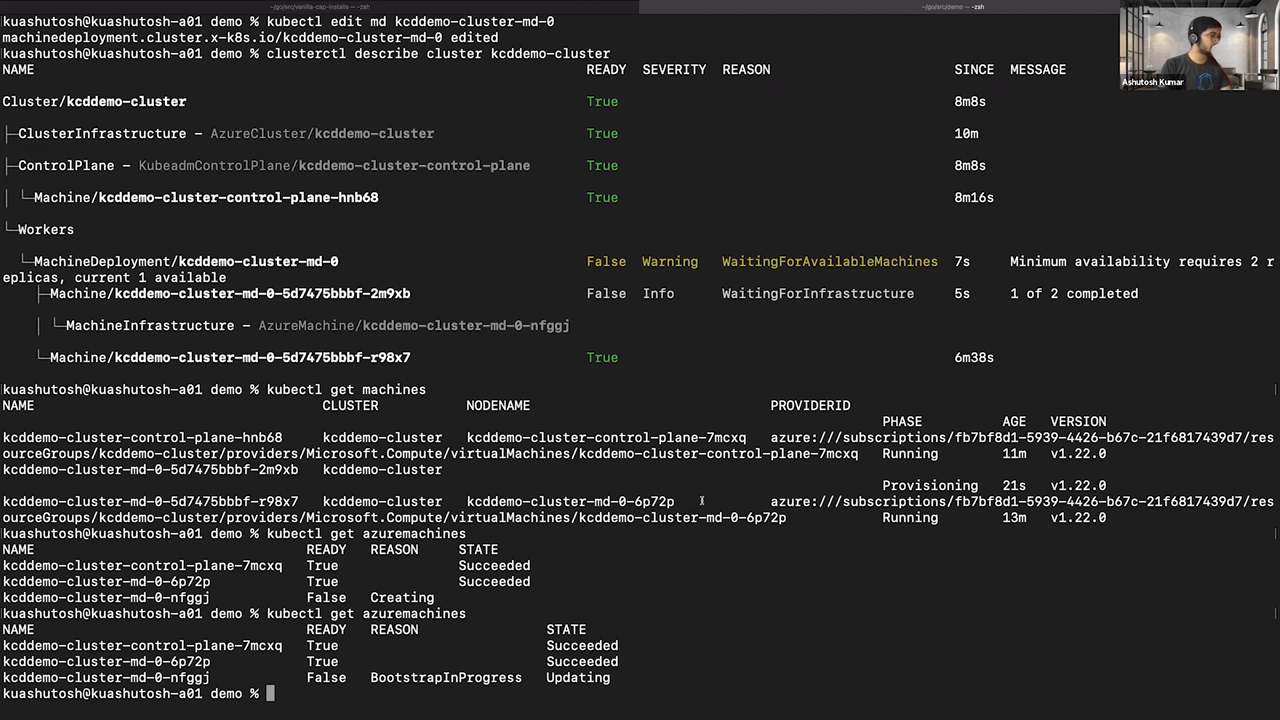 ~/go/src/vanilla-cap-installs — -zsh
~/go/src/demo — -zsh
kuashutosh@kuashutosh-a01 demo % kubectl edit md kcddemo-cluster-md-0
machinedeployment.cluster.x-k8s.io/kcddemo-cluster-md-0 edited
kuashutosh@kuashutosh-a01 demo % clusterctl describe cluster kcddemo-cluster
NAME READY SEVERITY REASON SINCE MESSAGE
Cluster/kcddemo-cluster True 8m8s
├─ClusterInfrastructure - AzureCluster/kcddemo-cluster True 10m
├─ControlPlane - KubeadmControlPlane/kcddemo-cluster-control-plane True 8m8s
│ └─Machine/kcddemo-cluster-control-plane-hnb68 True 8m16s
└─Workers
└─MachineDeployment/kcddemo-cluster-md-0 False Warning WaitingForAvailableMachines 7s Minimum availability requires 2 r
eplicas, current 1 available
├─Machine/kcddemo-cluster-md-0-5d7475bbbf-2m9xb False Info WaitingForInfrastructure 5s 1 of 2 completed
│ └─MachineInfrastructure - AzureMachine/kcddemo-cluster-md-0-nfggj
└─Machine/kcddemo-cluster-md-0-5d7475bbbf-r98x7 True 6m38s
kuashutosh@kuashutosh-a01 demo % kubectl get machines
NAME CLUSTER NODENAME PROVIDERID
PHASE AGE VERSION
kcddemo-cluster-control-plane-hnb68 kcddemo-cluster kcddemo-cluster-control-plane-7mcxq azure:///subscriptions/fb7bf8d1-5939-4426-b67c-21f6817439d7/res
ourceGroups/kcddemo-cluster/providers/Microsoft.Compute/virtualMachines/kcddemo-cluster-control-plane-7mcxq Running 11m v1.22.0
kcddemo-cluster-md-0-5d7475bbbf-2m9xb kcddemo-cluster
Provisioning 21s v1.22.0
kcddemo-cluster-md-0-5d7475bbbf-r98x7 kcddemo-cluster kcddemo-cluster-md-0-6p72p azure:///subscriptions/fb7bf8d1-5939-4426-b67c-21f6817439d7/res
ourceGroups/kcddemo-cluster/providers/Microsoft.Compute/virtualMachines/kcddemo-cluster-md-0-6p72p Running 13m v1.22.0
kuashutosh@kuashutosh-a01 demo % kubectl get azuremachines
NAME READY REASON STATE
kcddemo-cluster-control-plane-7mcxq True Succeeded
kcddemo-cluster-md-0-6p72p True Succeeded
kcddemo-cluster-md-0-nfggj False Creating
kuashutosh@kuashutosh-a01 demo % kubectl get azuremachines
NAME READY REASON STATE
kcddemo-cluster-control-plane-7mcxq True Succeeded
kcddemo-cluster-md-0-6p72p True Succeeded
kcddemo-cluster-md-0-nfggj False BootstrapInProgress Updating
kuashutosh@kuashutosh-a01 demo %
Ashutosh Kumar